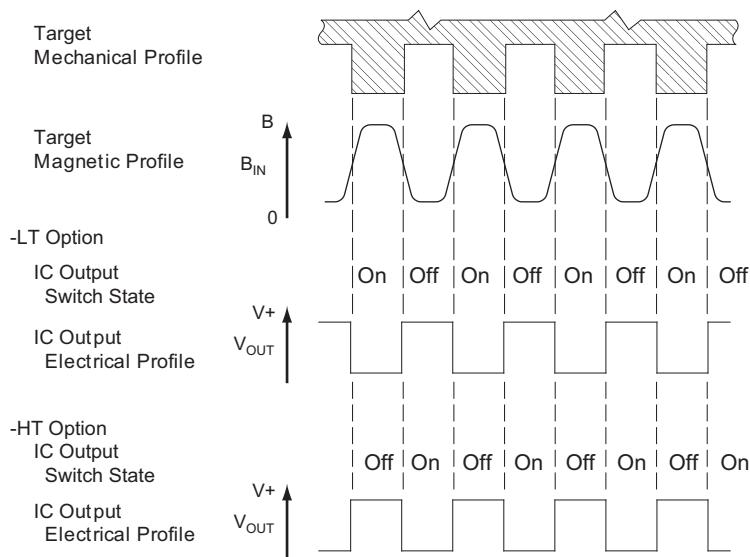 Target
Mechanical Profile
Target
Magnetic Profile
B
B_IN
0
-LT Option
IC Output
Switch State
On Off On Off On Off On Off
IC Output
Electrical Profile
V+
V_OUT
-HT Option
IC Output
Switch State
Off On Off On Off On Off On
IC Output
Electrical Profile
V+
V_OUT